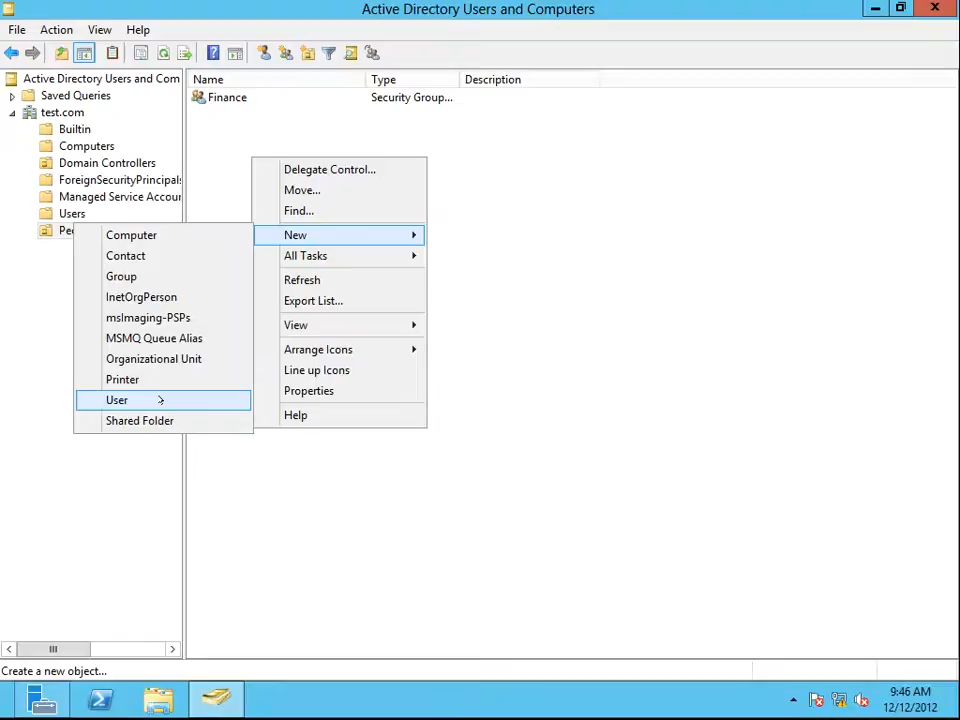 Active Directory Users and Computers
File Action View Help
Active Directory Users and Com
Saved Queries
test.com
Builtin
Computers
Domain Controllers
ForeignSecurityPrincipals
Managed Service Accour
Users
Name Type Description
Finance Security Group...
Delegate Control...
Move...
Find...
New
All Tasks
Refresh
Export List...
View
Arrange Icons
Line up Icons
Properties
Help
Computer
Contact
Group
InetOrgPerson
msImaging-PSPs
MSMQ Queue Alias
Organizational Unit
Printer
User
Shared Folder
Create a new object...
9:46 AM
12/12/2012